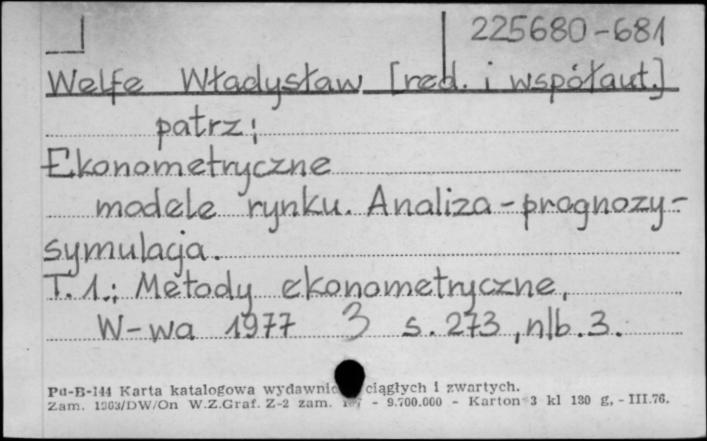 225680-681
Welfe Władysław [red. i współaut.]
patrz:
Ekonometryczne
modele rynku. Analiza - prognozy -
symulacja.
T. 1.: Metody ekonometryczne,
W-wa 1977 3 s. 273, nlb. 3.
Pu-B-144 Karta katalogowa ciągłych i zwartych.
Zam. 1903/DW/On W.Z.Graf. Z-2 zam. - 9.700.000 - Karton 3 kl 180 g. - III.76.